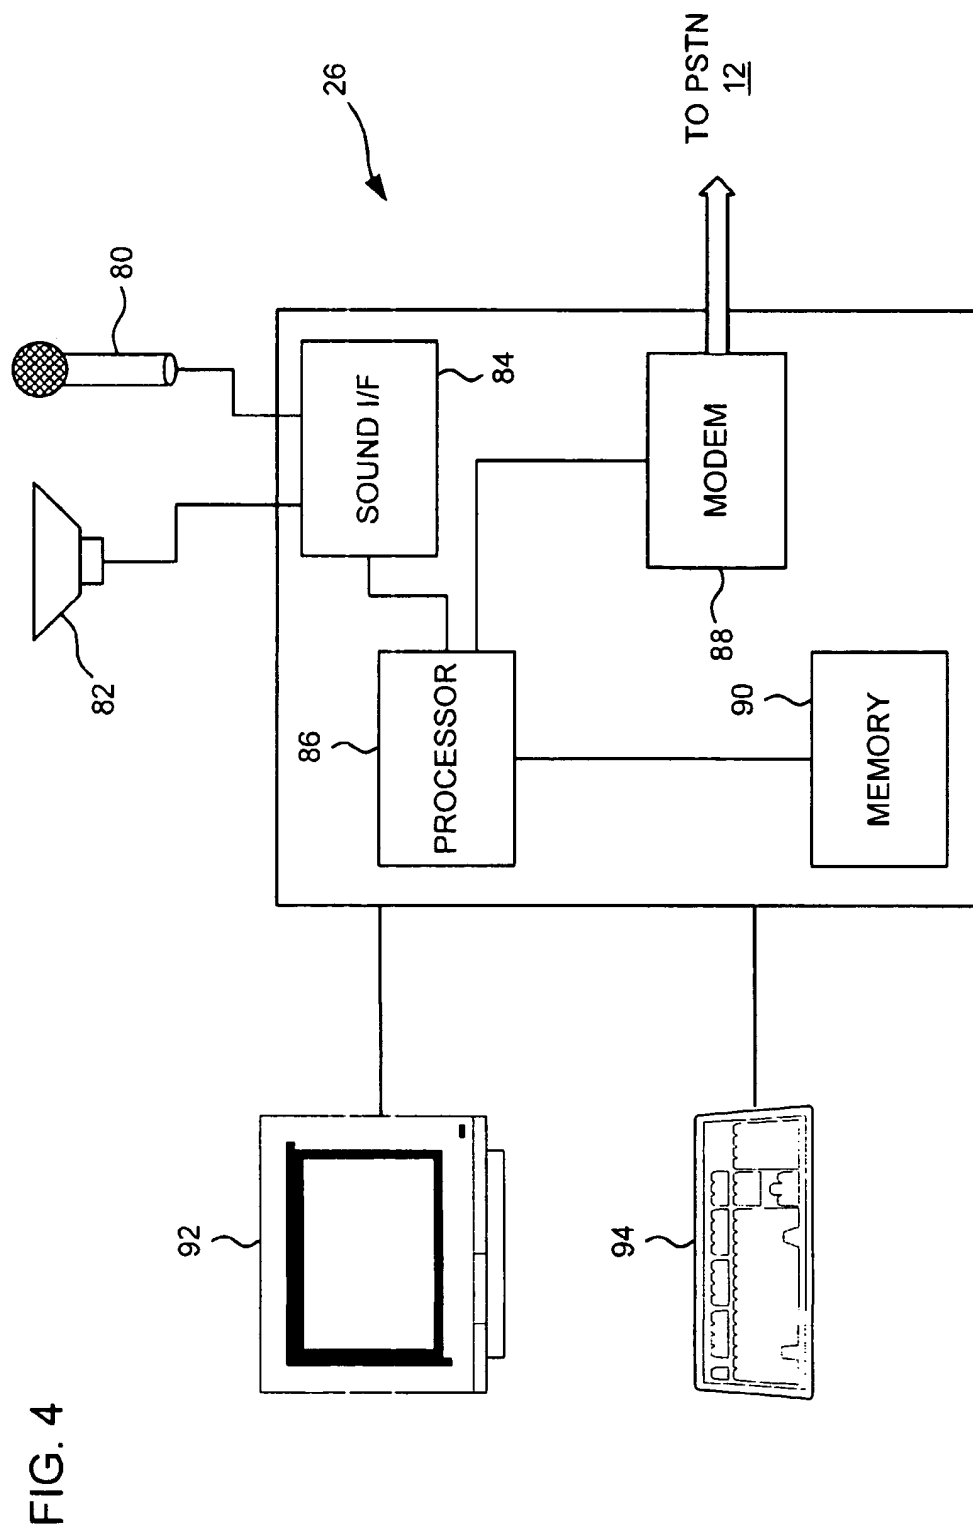 FIG. 4
92
94
82
80
26
86
PROCESSOR
SOUND I/F
84
88
MODEM
90
MEMORY
TO PSTN
12